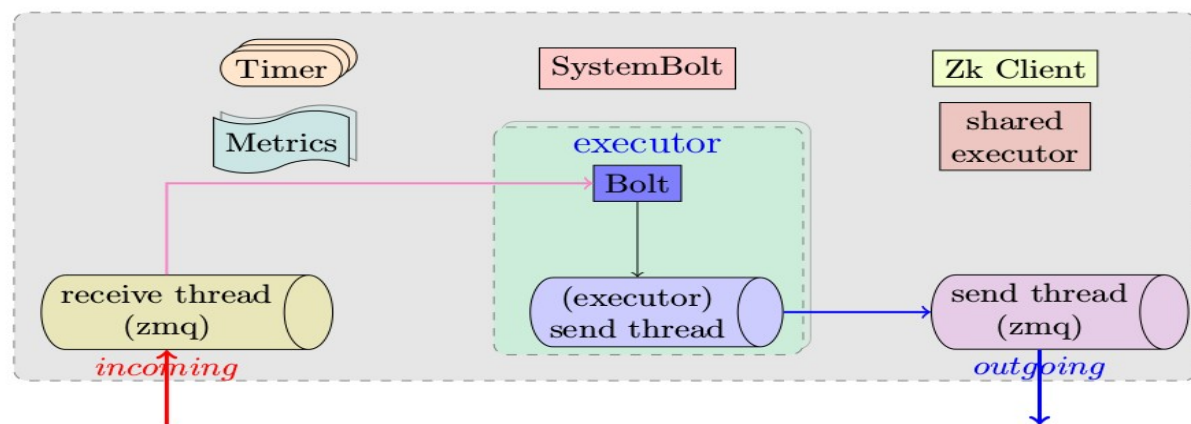 Timer
SystemBolt
Zk Client
Metrics
shared
executor
executor
Bolt
receive thread
(zmq)
(executor)
send thread
send thread
(zmq)
incoming
outgoing